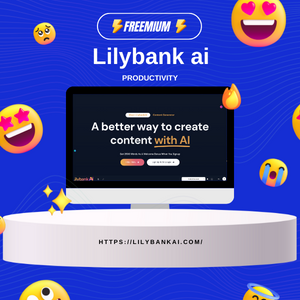 FREEMIUM
Lilybank ai
PRODUCTIVITY
A better way to create
content with AI
HTTPS://LILYBANKAI.COM/